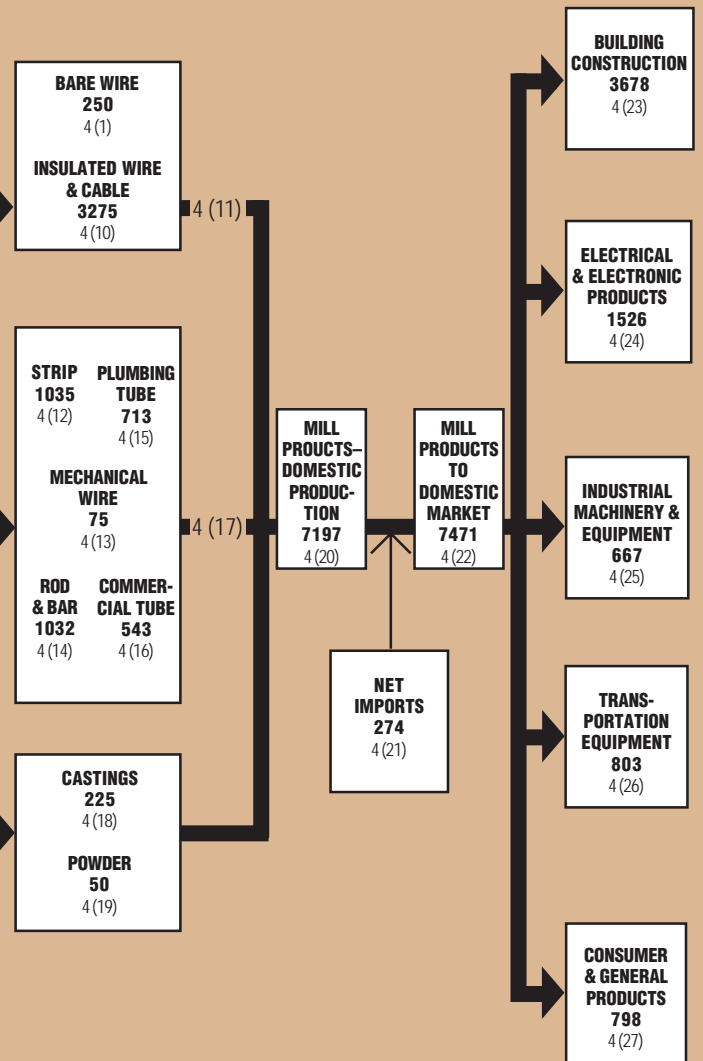 BARE WIRE
250
4 (1)
INSULATED WIRE
& CABLE
3275
4 (10)
4 (11)
STRIP
1035
4 (12)
PLUMBING
TUBE
713
4 (15)
MECHANICAL
WIRE
75
4 (13)
ROD
& BAR
1032
4 (14)
COMMER-
CIAL TUBE
543
4 (16)
4 (17)
CASTINGS
225
4 (18)
POWDER
50
4 (19)
MILL
PROUCTS–
DOMESTIC
PRODUC-
TION
7197
4 (20)
NET
IMPORTS
274
4 (21)
MILL
PRODUCTS
TO
DOMESTIC
MARKET
7471
4 (22)
BUILDING
CONSTRUCTION
3678
4 (23)
ELECTRICAL
& ELECTRONIC
PRODUCTS
1526
4 (24)
INDUSTRIAL
MACHINERY &
EQUIPMENT
667
4 (25)
TRANS-
PORTATION
EQUIPMENT
803
4 (26)
CONSUMER
& GENERAL
PRODUCTS
798
4 (27)